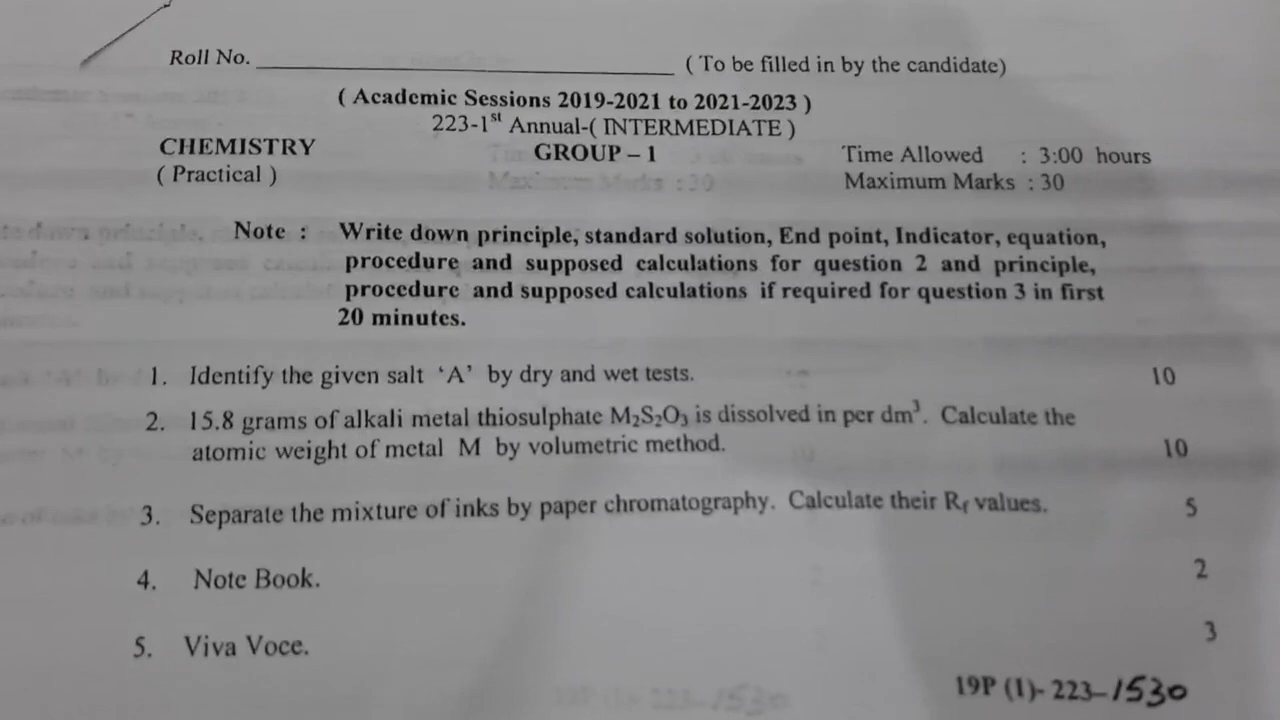 Roll No. ____________________ ( To be filled in by the candidate)
( Academic Sessions 2019-2021 to 2021-2023 )
223-1st Annual-( INTERMEDIATE )
CHEMISTRY GROUP – 1 Time Allowed : 3:00 hours
( Practical ) Maximum Marks : 30
Note : Write down principle, standard solution, End point, Indicator, equation,
procedure and supposed calculations for question 2 and principle,
procedure and supposed calculations if required for question 3 in first
20 minutes.
1. Identify the given salt ‘A’ by dry and wet tests. 10
2. 15.8 grams of alkali metal thiosulphate M₂S₂O₃ is dissolved in per dm³. Calculate the
atomic weight of metal M by volumetric method. 10
3. Separate the mixture of inks by paper chromatography. Calculate their Rf values. 5
4. Note Book. 2
5. Viva Voce. 3
19P (I)- 223–1530